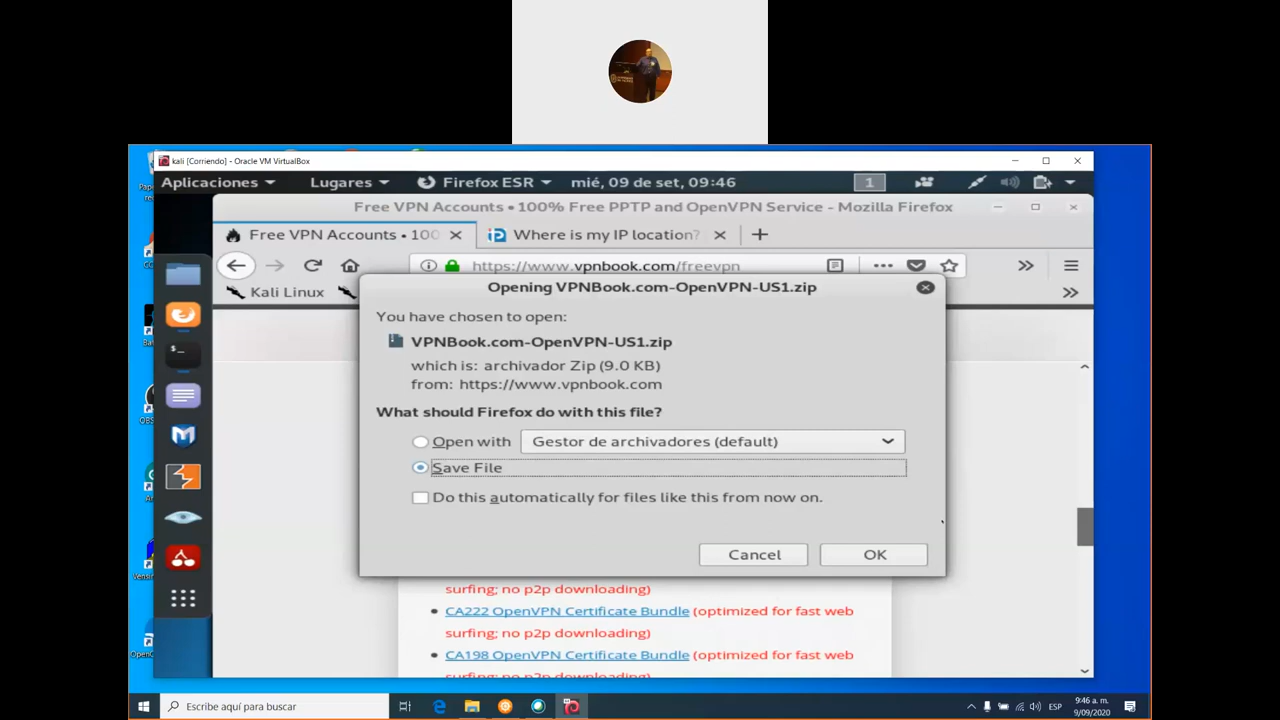 kali [Corriendo] - Oracle VM VirtualBox
Aplicaciones Lugares Firefox ESR mié, 09 de set, 09:46 1
Free VPN Accounts • 100% Free PPTP and OpenVPN Service - Mozilla Firefox
Free VPN Accounts • 100 Where is my IP location?
https://www.vpnbook.com/freevpn
Kali Linux
Opening VPNBook.com-OpenVPN-US1.zip
You have chosen to open:
VPNBook.com-OpenVPN-US1.zip
which is: archivador Zip (9.0 KB)
from: https://www.vpnbook.com
What should Firefox do with this file?
Open with Gestor de archivadores (default)
Save File
Do this automatically for files like this from now on.
Cancel OK
surfing; no p2p downloading)
• CA222 OpenVPN Certificate Bundle (optimized for fast web
surfing; no p2p downloading)
• CA198 OpenVPN Certificate Bundle (optimized for fast web
surfing; no p2p downloading)
Escribe aquí para buscar
ESP
9:46 a. m.
9/09/2020